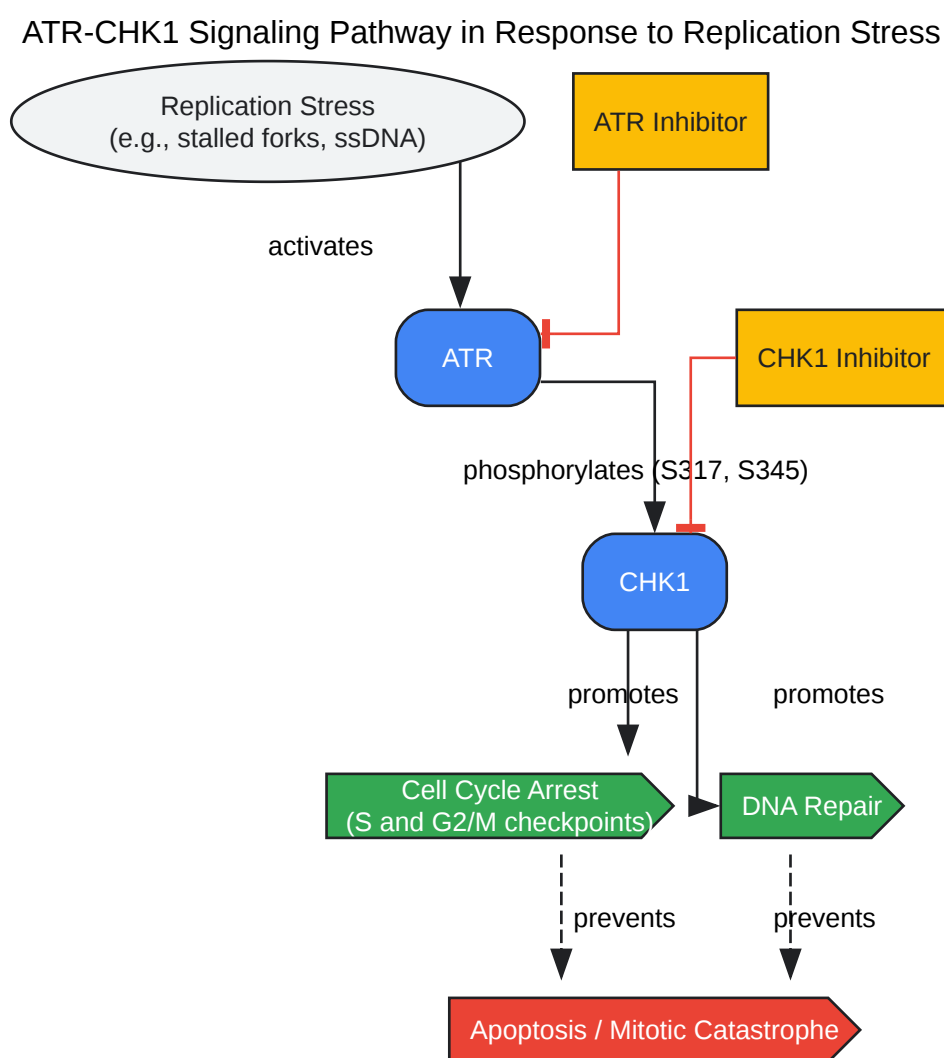 ATR-CHK1 Signaling Pathway in Response to Replication Stress
Replication Stress
(e.g., stalled forks, ssDNA)
ATR Inhibitor
activates
ATR
CHK1 Inhibitor
phosphorylates (S317, S345)
CHK1
promotes
promotes
Cell Cycle Arrest
(S and G2/M checkpoints)
DNA Repair
prevents
prevents
Apoptosis / Mitotic Catastrophe